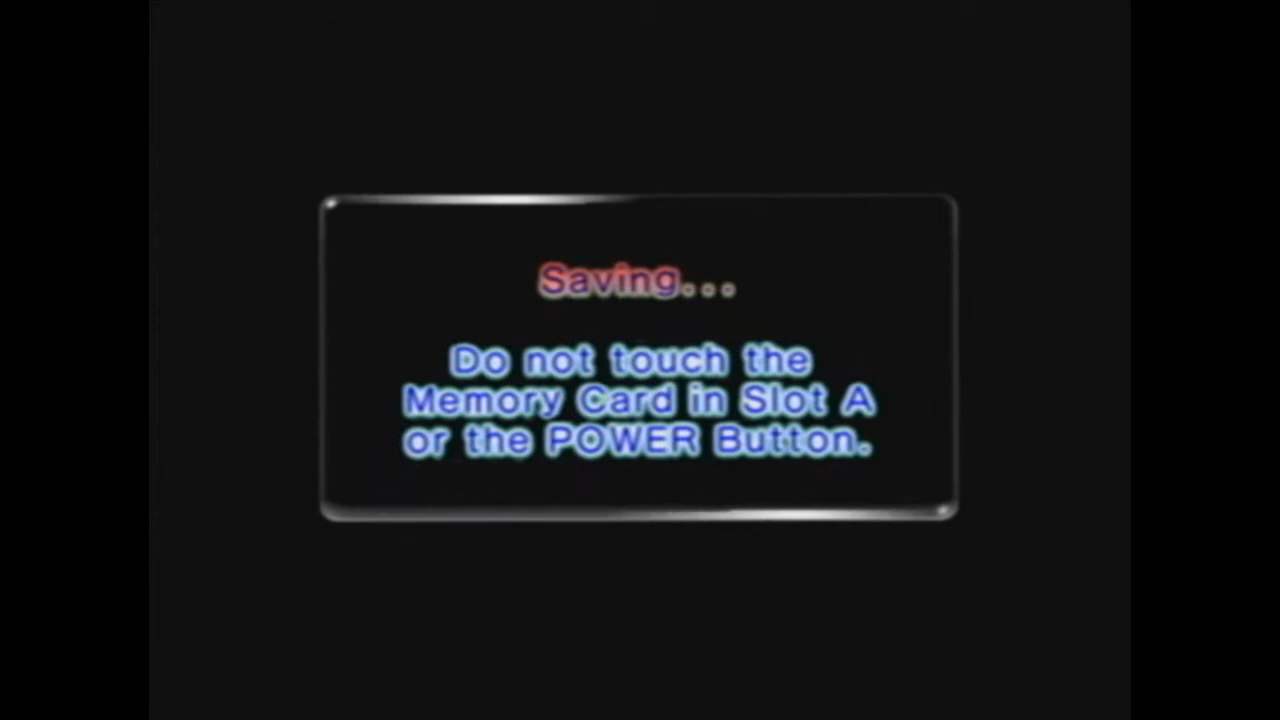 Saving...
Do not touch the
Memory Card in Slot A
or the POWER Button.